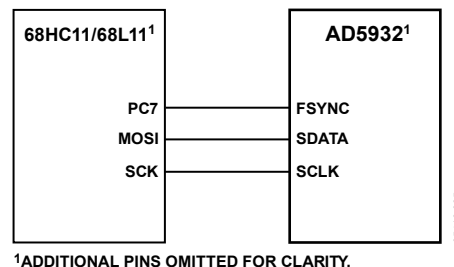 68HC11/68L11¹ AD5932¹
PC7 FSYNC
MOSI SDATA
SCK SCLK
¹ADDITIONAL PINS OMITTED FOR CLARITY.